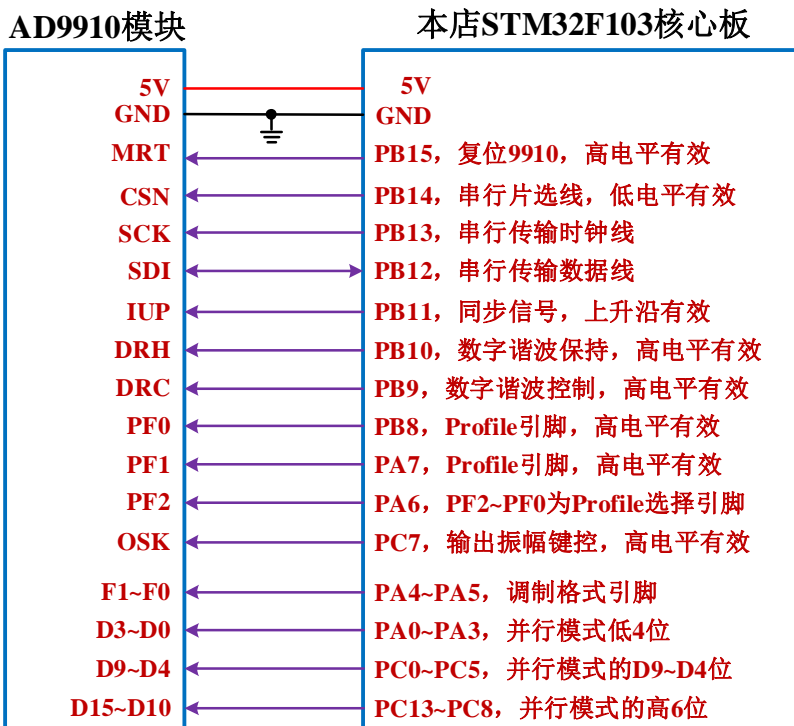 AD9910模块 本店STM32F103核心板
5V 5V
GND GND
MRT PB15，复位9910，高电平有效
CSN PB14，串行片选线，低电平有效
SCK PB13，串行传输时钟线
SDI PB12，串行传输数据线
IUP PB11，同步信号，上升沿有效
DRH PB10，数字谐波保持，高电平有效
DRC PB9，数字谐波控制，高电平有效
PF0 PB8，Profile引脚，高电平有效
PF1 PA7，Profile引脚，高电平有效
PF2 PA6，PF2~PF0为Profile选择引脚
OSK PC7，输出振幅键控，高电平有效
F1~F0 PA4~PA5，调制格式引脚
D3~D0 PA0~PA3，并行模式低4位
D9~D4 PC0~PC5，并行模式的D9~D4位
D15~D10 PC13~PC8，并行模式的高6位